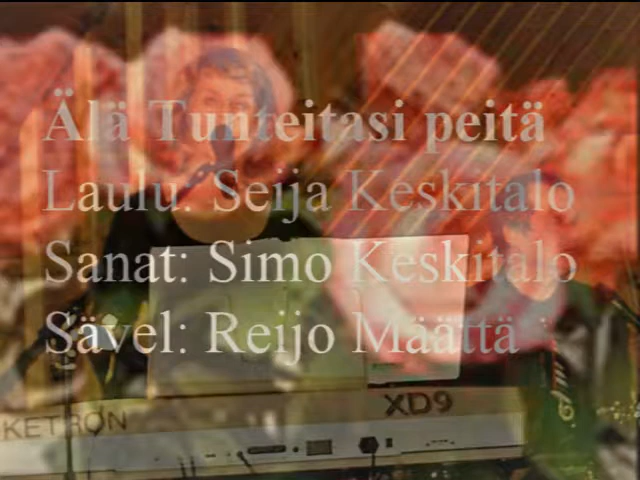 Älä Tunteitasi peitä
Laulu: Seija Keskitalo
Sanat: Simo Keskitalo
Sävel: Reijo Määttä
XD9
KETRON